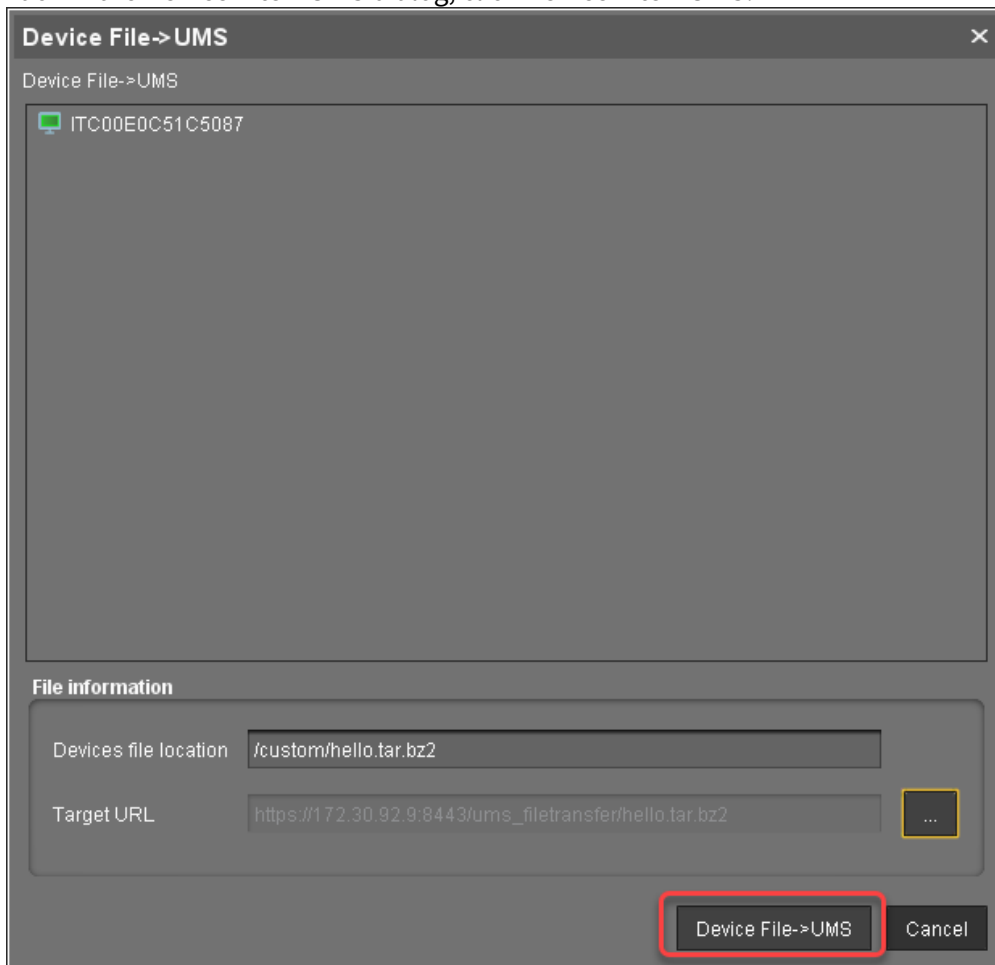 Device File->UMS
Device File->UMS
ITC00E0C51C5087
File information
Devices file location /custom/hello.tar.bz2
Target URL https://172.30.92.9:8443/ums_filetransfer/hello.tar.bz2 ...
Device File->UMS Cancel